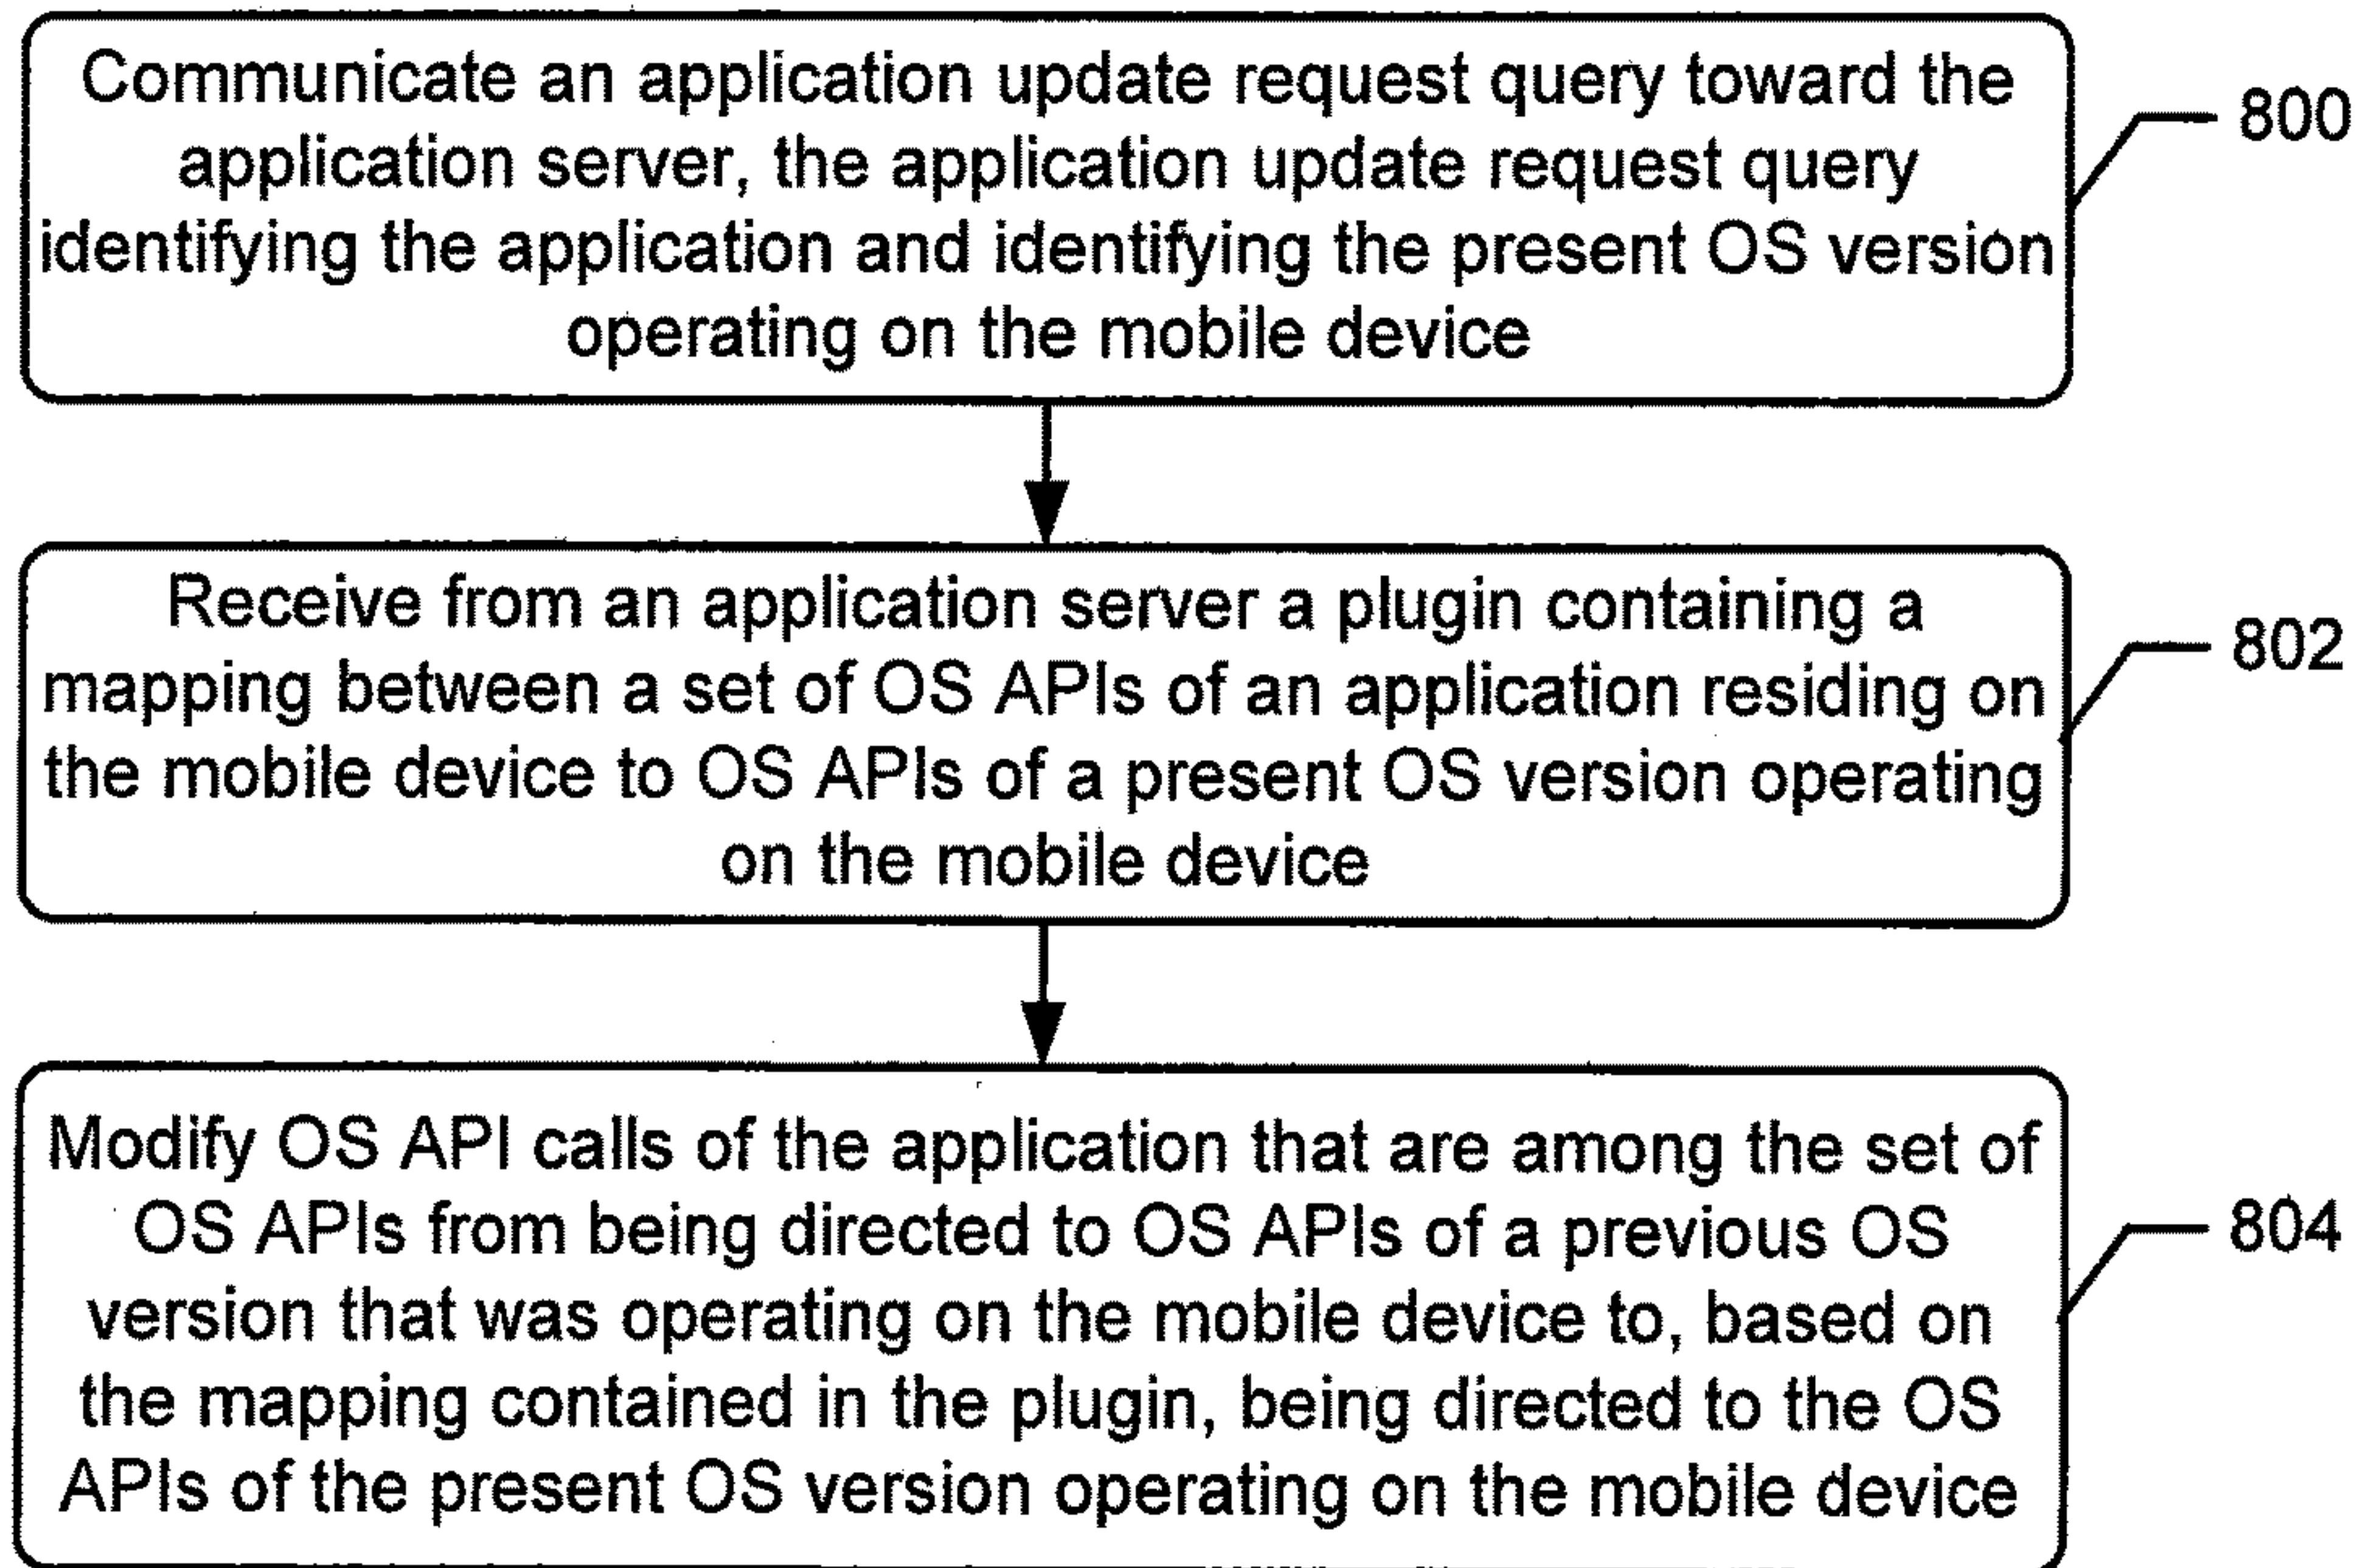 Communicate an application update request query toward the
application server, the application update request query
identifying the application and identifying the present OS version
operating on the mobile device
800
Receive from an application server a plugin containing a
mapping between a set of OS APIs of an application residing on
the mobile device to OS APIs of a present OS version operating
on the mobile device
802
Modify OS API calls of the application that are among the set of
OS APIs from being directed to OS APIs of a previous OS
version that was operating on the mobile device to, based on
the mapping contained in the plugin, being directed to the OS
APIs of the present OS version operating on the mobile device
804